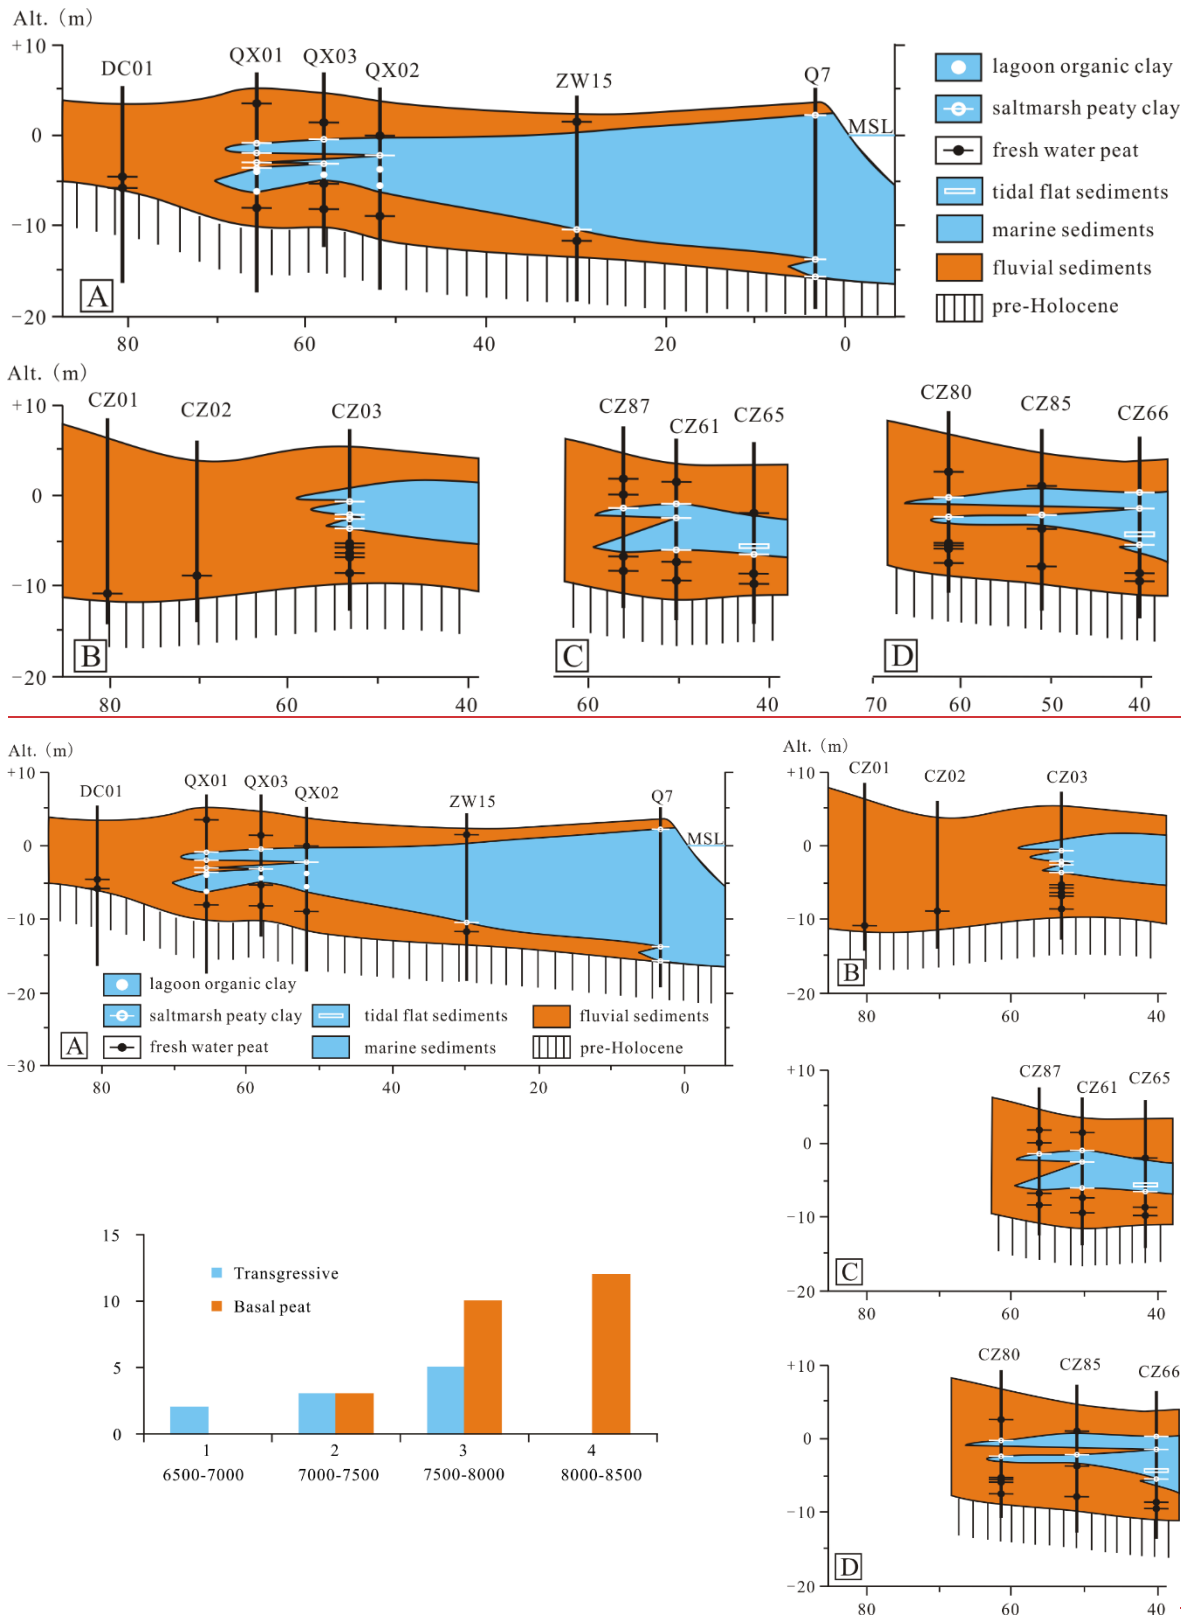 Alt. (m)
+10
0
−10
−20
DC01
QX01
QX03
QX02
ZW15
Q7
MSL
A
80
60
40
20
0
lagoon organic clay
saltmarsh peaty clay
fresh water peat
tidal flat sediments
marine sediments
fluvial sediments
pre-Holocene
Alt. (m)
+10
0
−10
−20
CZ01
CZ02
CZ03
B
80
60
40
CZ87
CZ61
CZ65
C
60
40
CZ80
CZ85
CZ66
D
70
60
50
40
Alt. (m)
+10
0
−10
−20
−30
DC01
QX01
QX03
QX02
ZW15
Q7
MSL
lagoon organic clay
saltmarsh peaty clay
tidal flat sediments
fluvial sediments
A
fresh water peat
marine sediments
pre-Holocene
80
60
40
20
0
Alt. (m)
+10
0
−10
−20
CZ01
CZ02
CZ03
B
80
60
40
+10
0
−10
−20
CZ87
CZ61
CZ65
C
80
60
40
15
10
5
0
Transgressive
Basal peat
1
2
3
4
6500-7000
7000-7500
7500-8000
8000-8500
+10
0
−10
−20
CZ80
CZ85
CZ66
D
80
60
40